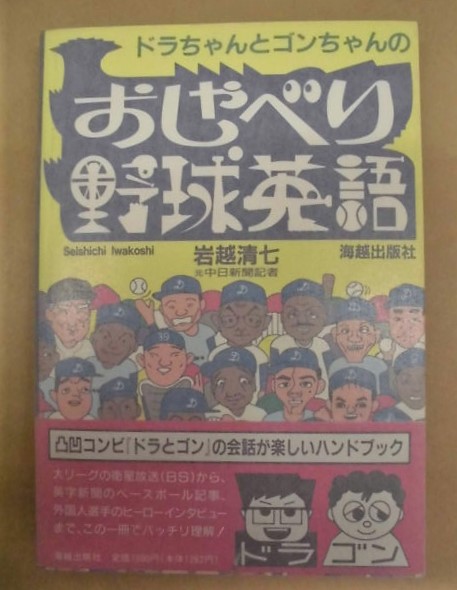 ドラちゃんとゴンちゃんの
おしゃべり
野球英語
Seishichi Iwakoshi
岩越清七
元中日新聞記者
海越出版社
凸凹コンビ『ドラとゴン』の会話が楽しいハンドブック
大リーグの衛星放送(BS)から、
英字新聞のベースボール記事、
外国人選手のヒーローインタビュー
まで、この一冊でバッチリ理解!
ドラ
ゴン
海越出版社